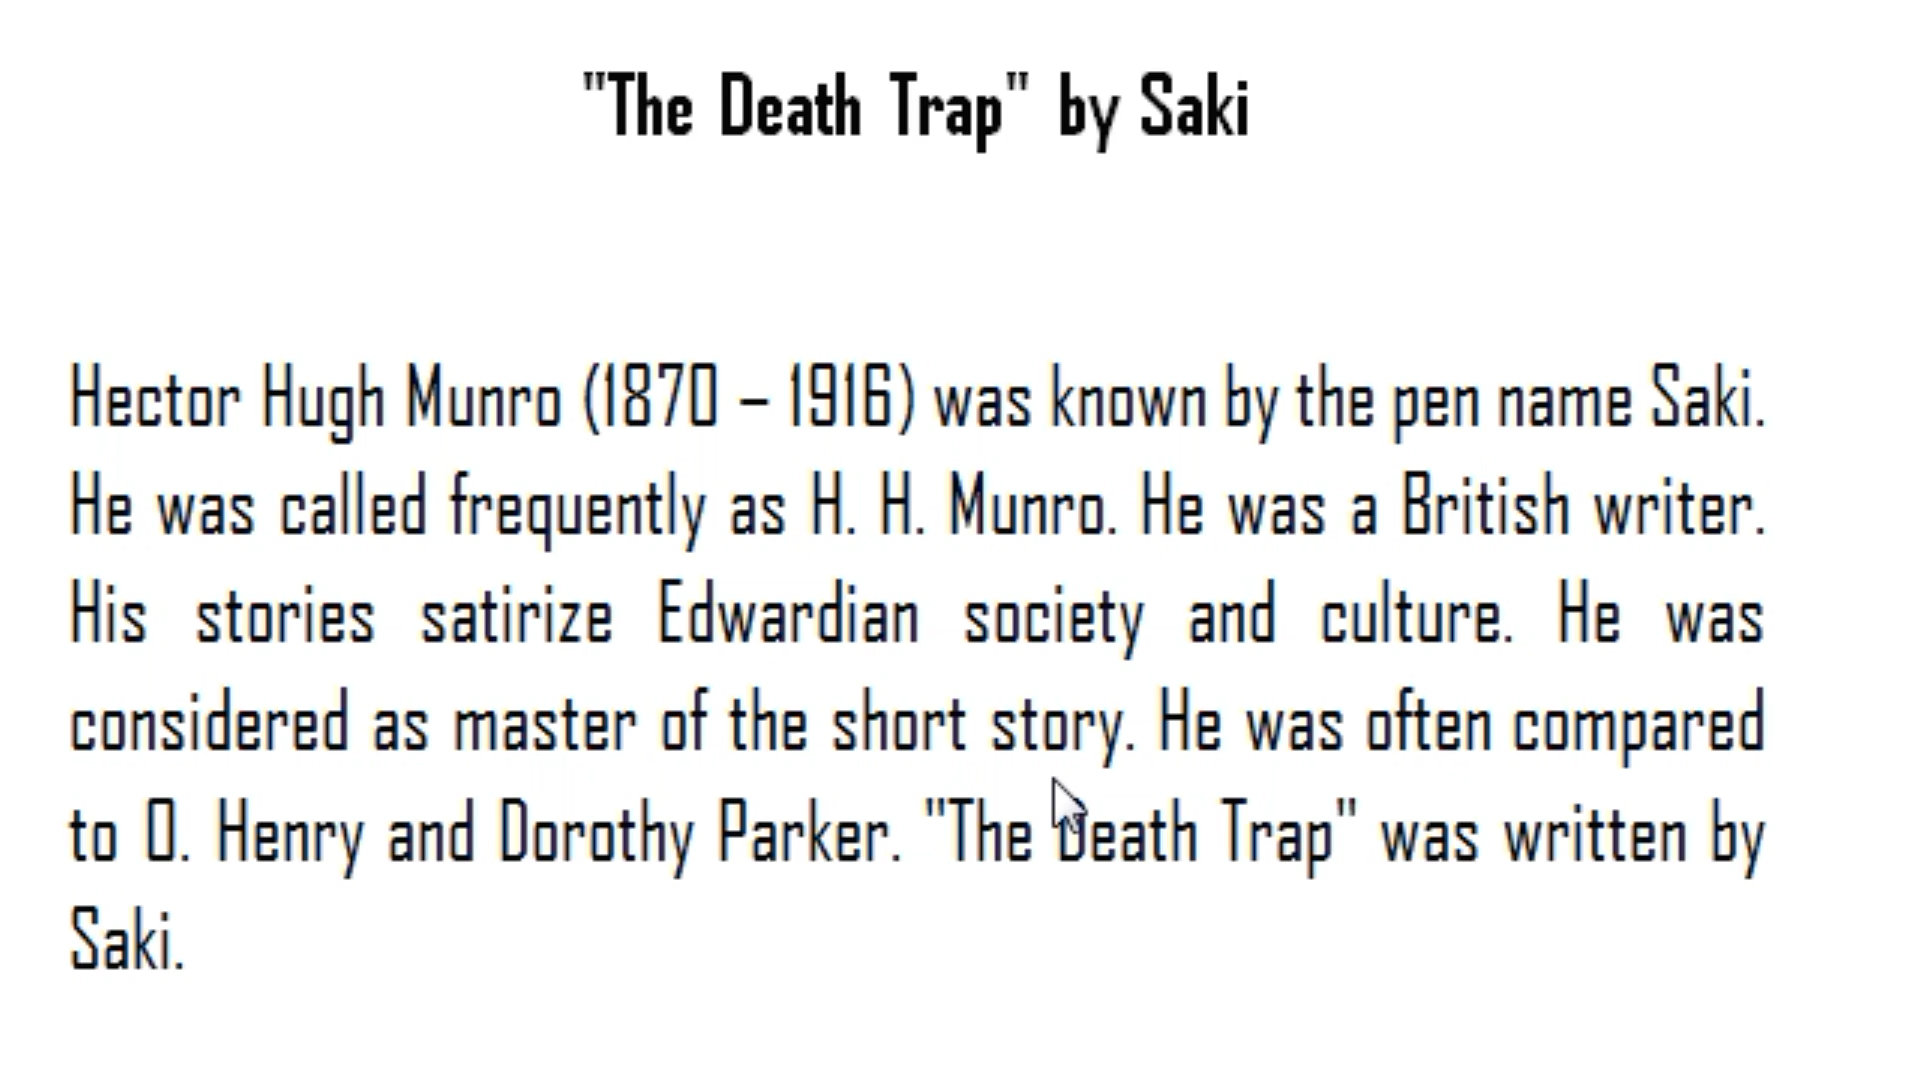 "The Death Trap" by Saki
Hector Hugh Munro (1870 – 1916) was known by the pen name Saki.
He was called frequently as H. H. Munro. He was a British writer.
His stories satirize Edwardian society and culture. He was
considered as master of the short story. He was often compared
to O. Henry and Dorothy Parker. "The Death Trap" was written by
Saki.